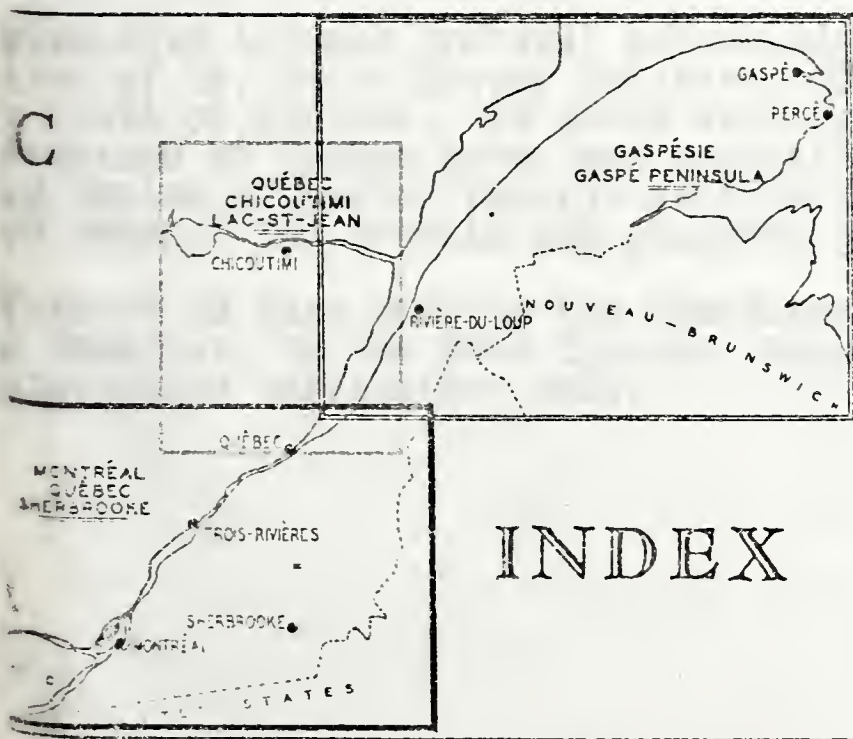 C
GASPÉ
PERCÉ
GASPÉSIE
GASPÉ PENINSULA
QUÉBEC
CHICOUTIMI
LAC-ST-JEAN
CHICOUTIMI
RIVIÈRE-DU-LOUP
NOUVEAU-BRUNSWICK
QUÉBEC
MONTRÉAL
QUÉBEC
SHERBROOKE
TROIS-RIVIÈRES
INDEX
SHERBROOKE
MONTRÉAL
STATES